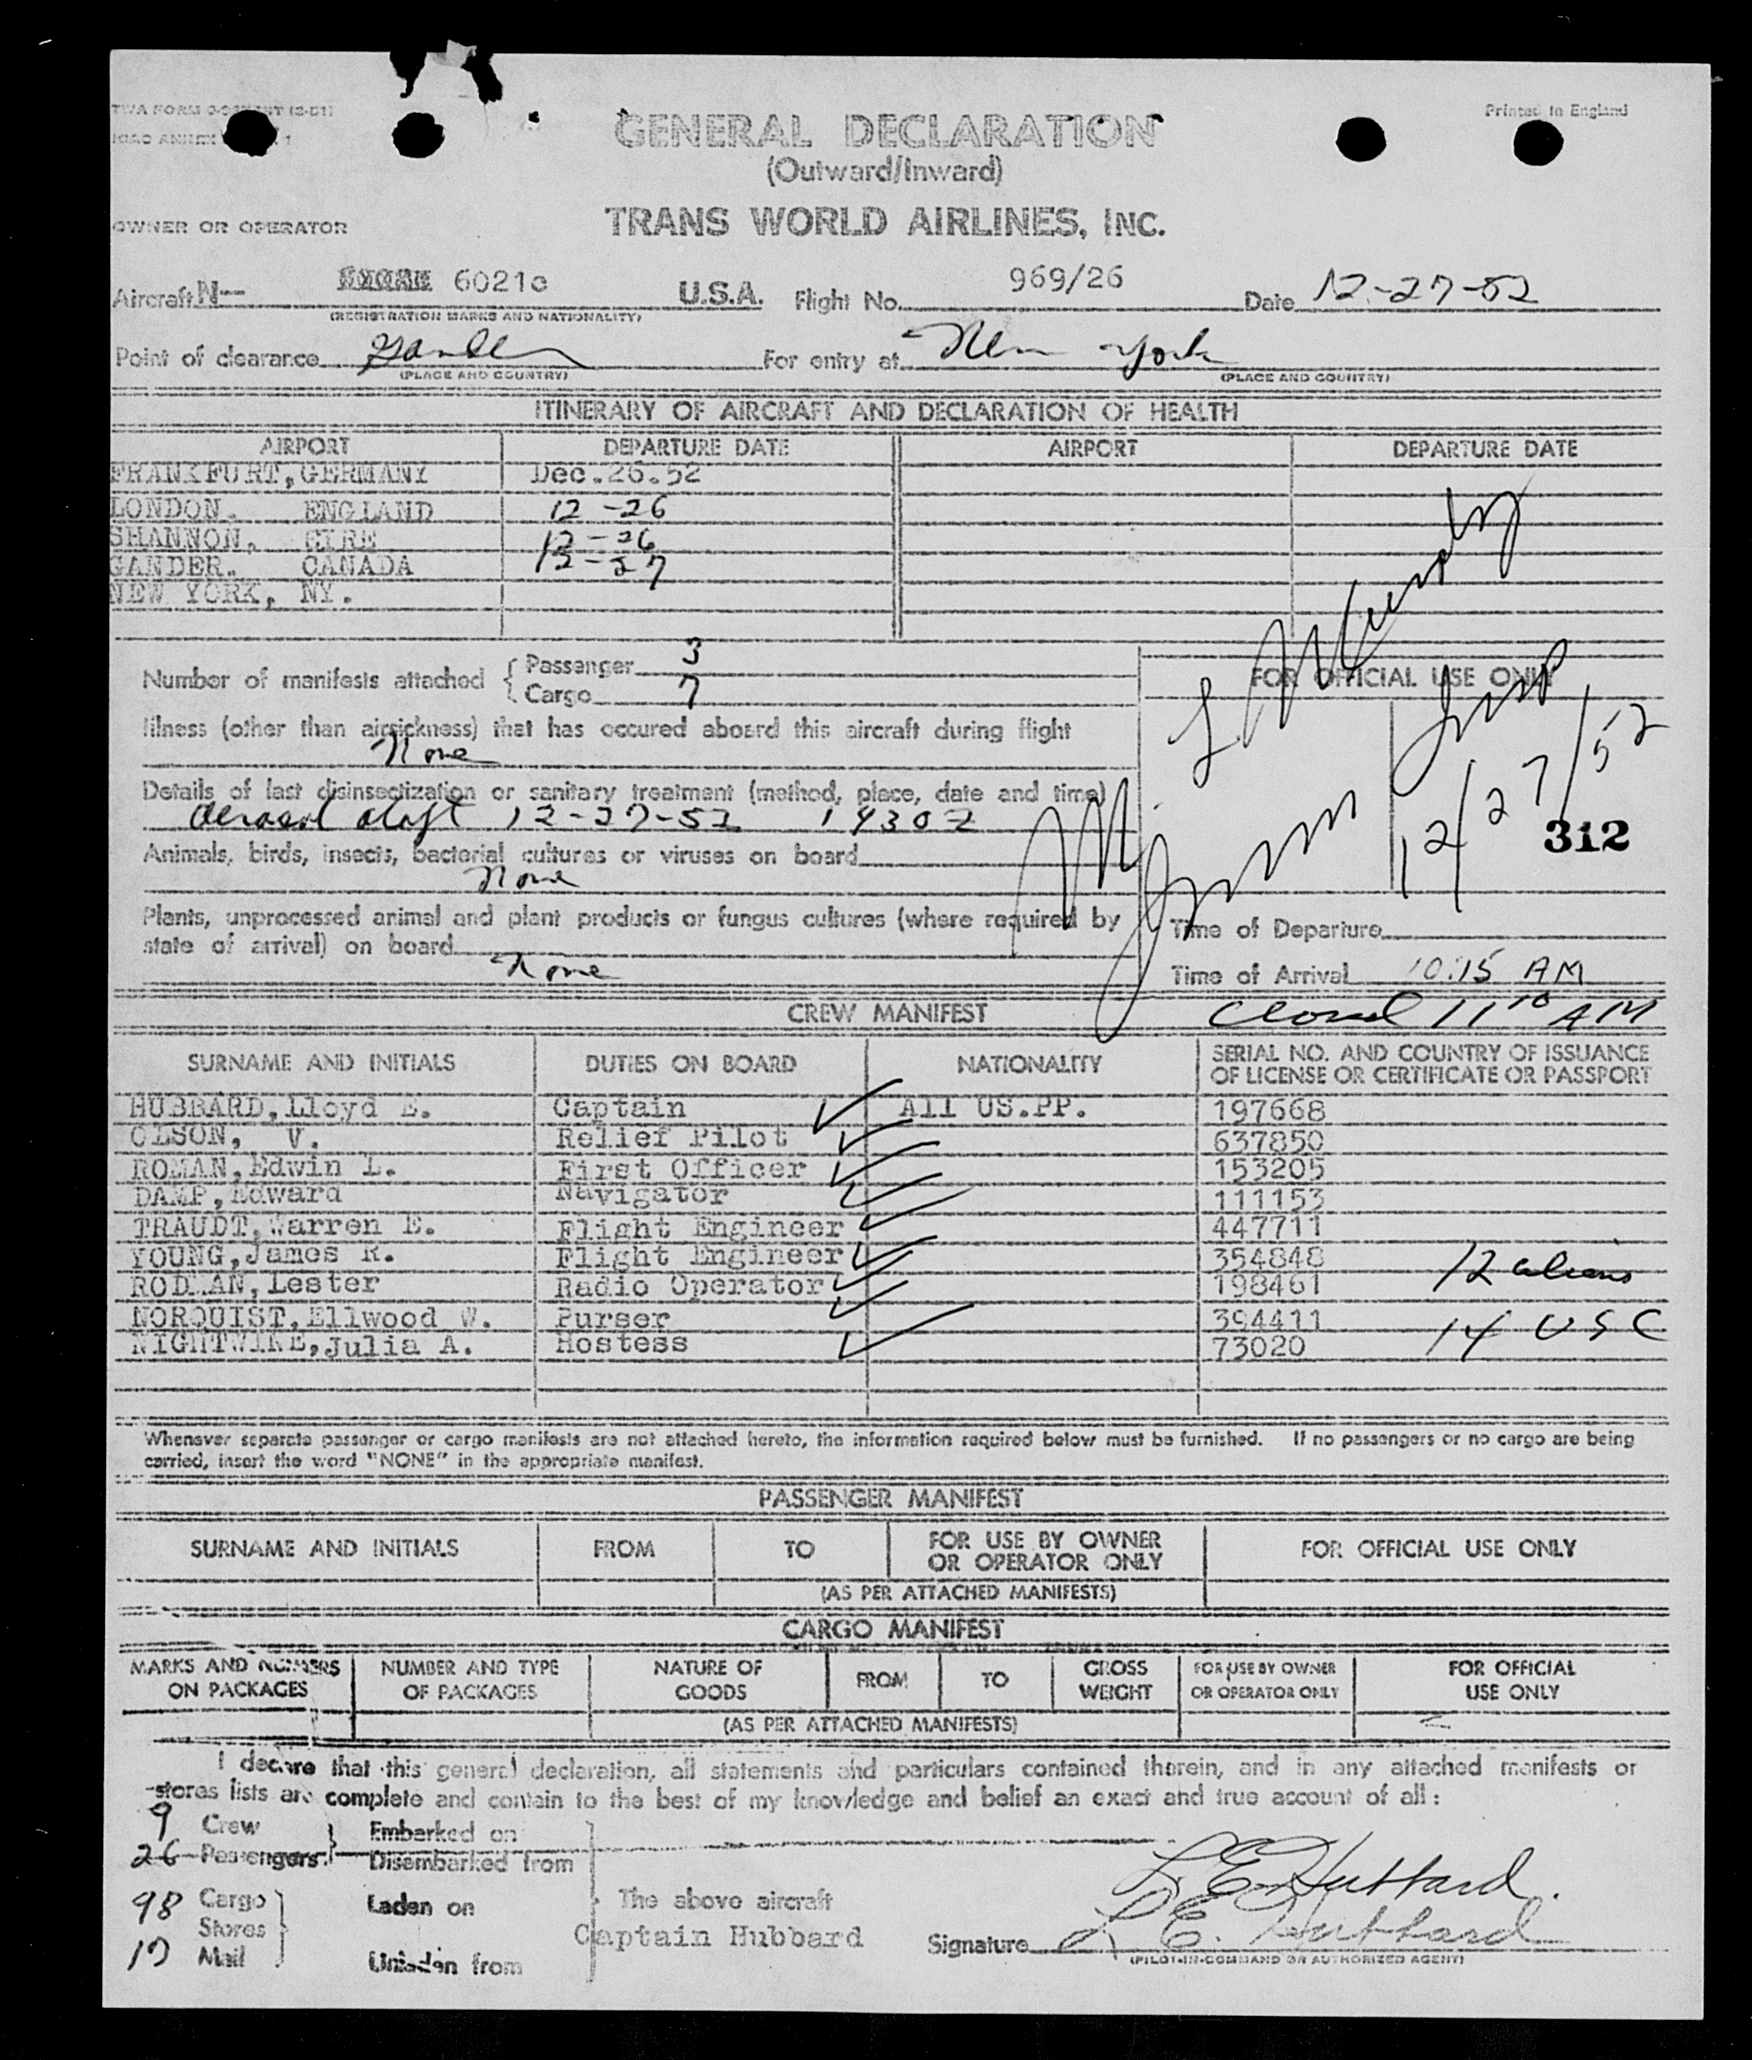 Printed in England
GENERAL DECLARATION
(Outward/Inward)
OWNER OR OPERATOR
TRANS WORLD AIRLINES, INC.
Aircraft N— 6021c U.S.A. Flight No. 969/26 Date 12-27-52
(REGISTRATION MARKS AND NATIONALITY)
Point of clearance Gander For entry at New York
(PLACE AND COUNTRY) (PLACE AND COUNTRY)
ITINERARY OF AIRCRAFT AND DECLARATION OF HEALTH
AIRPORT DEPARTURE DATE AIRPORT DEPARTURE DATE
FRANKFURT, GERMANY Dec.26.52
LONDON. ENGLAND 12-26
SHANNON, EIRE 12-26
GANDER. CANADA 12-27
NEW YORK, NY.
Number of manifests attached { Passenger 3
Cargo 7
FOR OFFICIAL USE ONLY
Illness (other than airsickness) that has occured aboard this aircraft during flight
None
Details of last disinsectization or sanitary treatment (method, place, date and time)
Aerosol aloft 12-27-52 1430Z
12/27/52
312
Animals, birds, insects, bacterial cultures or viruses on board
None
Plants, unprocessed animal and plant products or fungus cultures (where required by
state of arrival) on board
None
Time of Departure
Time of Arrival 10:15 AM
CREW MANIFEST Closed 11 10 AM
SURNAME AND INITIALS DUTIES ON BOARD NATIONALITY SERIAL NO. AND COUNTRY OF ISSUANCE
OF LICENSE OR CERTIFICATE OR PASSPORT
HUBBARD, Lloyd E. Captain All US.PP. 197668
OLSON, V. Relief Pilot 637850
ROMAN, Edwin L. First Officer 153205
DAMP, Edward Navigator 111153
TRAUDT, Warren E. Flight Engineer 447711
YOUNG, James R. Flight Engineer 354848
RODMAN, Lester Radio Operator 198461 12 aliens
NORQUIST, Ellwood W. Purser 394411 14 USC
NIGHTWINE, Julia A. Hostess 73020
Whenever separate passenger or cargo manifests are not attached hereto, the information required below must be furnished. If no passengers or no cargo are being
carried, insert the word "NONE" in the appropriate manifest.
PASSENGER MANIFEST
SURNAME AND INITIALS FROM TO FOR USE BY OWNER
OR OPERATOR ONLY FOR OFFICIAL USE ONLY
(AS PER ATTACHED MANIFESTS)
CARGO MANIFEST
MARKS AND NUMBERS
ON PACKAGES NUMBER AND TYPE
OF PACKAGES NATURE OF
GOODS FROM TO GROSS
WEIGHT FOR USE BY OWNER
OR OPERATOR ONLY FOR OFFICIAL
USE ONLY
(AS PER ATTACHED MANIFESTS)
I declare that this general declaration, all statements and particulars contained therein, and in any attached manifests or
stores lists are complete and contain to the best of my knowledge and belief an exact and true account of all:
9 Crew Embarked on
26 Passengers Disembarked from
L. E. Hubbard.
98 Cargo Laden on The above aircraft
Stores Captain Hubbard Signature L E. Hubbard
17 Mail Unladen from (PILOT-IN-COMMAND OR AUTHORIZED AGENT)